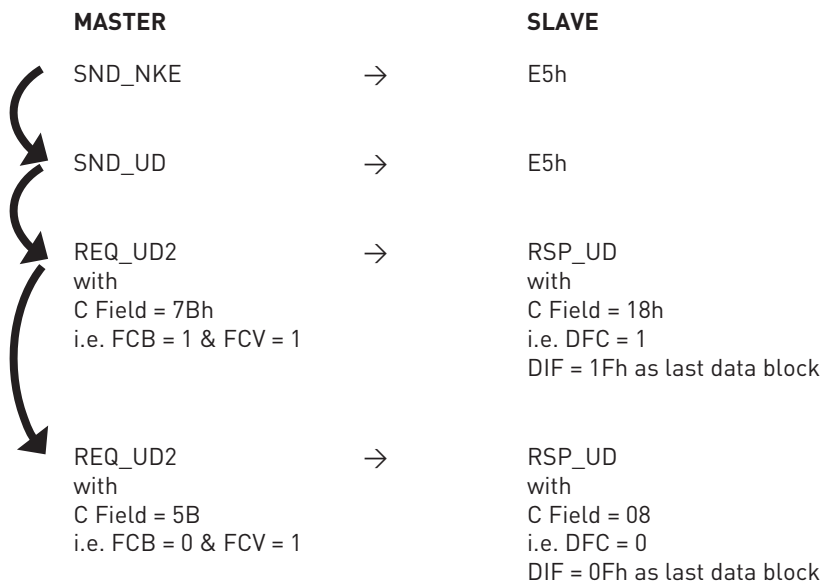 MASTER SLAVE
SND_NKE → E5h
SND_UD → E5h
REQ_UD2 → RSP_UD
with with
C Field = 7Bh C Field = 18h
i.e. FCB = 1 & FCV = 1 i.e. DFC = 1
DIF = 1Fh as last data block
REQ_UD2 → RSP_UD
with with
C Field = 5B C Field = 08
i.e. FCB = 0 & FCV = 1 i.e. DFC = 0
DIF = 0Fh as last data block